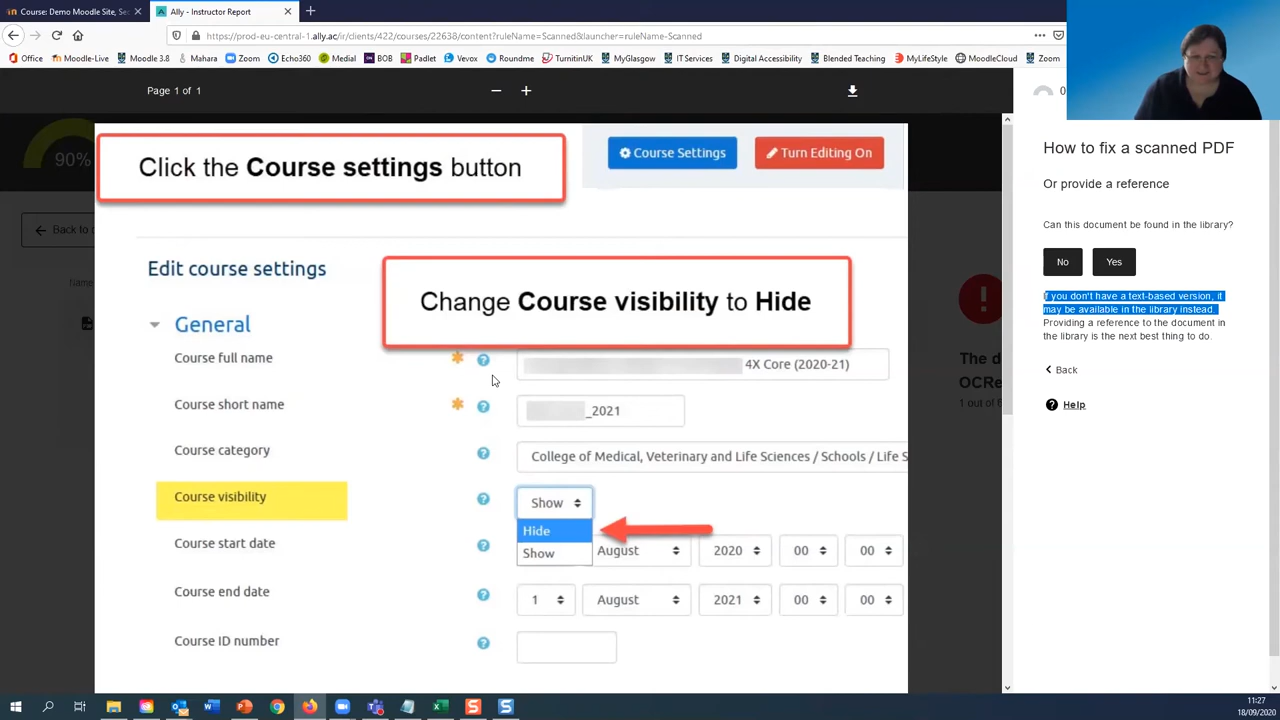 Course: Demo Moodle Site, Se
Ally - Instructor Report
https://prod-eu-central-1.ally.ac/ir/clients/422/courses/22638/content?ruleName=Scanned&launcher=ruleName-Scanned
Office Moodle-Live Moodle 3.8 Mahara Zoom Echo360 Medial BOB Padlet Vevox Roundme TurnitinUK MyGlasgow IT Services Digital Accessibility Blended Teaching MyLifeStyle MoodleCloud Zoom
Page 1 of 1
90%
Click the Course settings button
Course Settings
Turn Editing On
Back to
Name
Edit course settings
Change Course visibility to Hide
General
Course full name
4X Core (2020-21)
Course short name
_2021
Course category
College of Medical, Veterinary and Life Sciences / Schools / Life S
Course visibility
Show
Hide
Show
Course start date
August 2020 00 00
Course end date
1 August 2021 00 00
Course ID number
The d
OCRe
1 out of
How to fix a scanned PDF
Or provide a reference
Can this document be found in the library?
No
Yes
If you don't have a text-based version, it
may be available in the library instead.
Providing a reference to the document in
the library is the next best thing to do.
Back
Help
11:27
18/09/2020